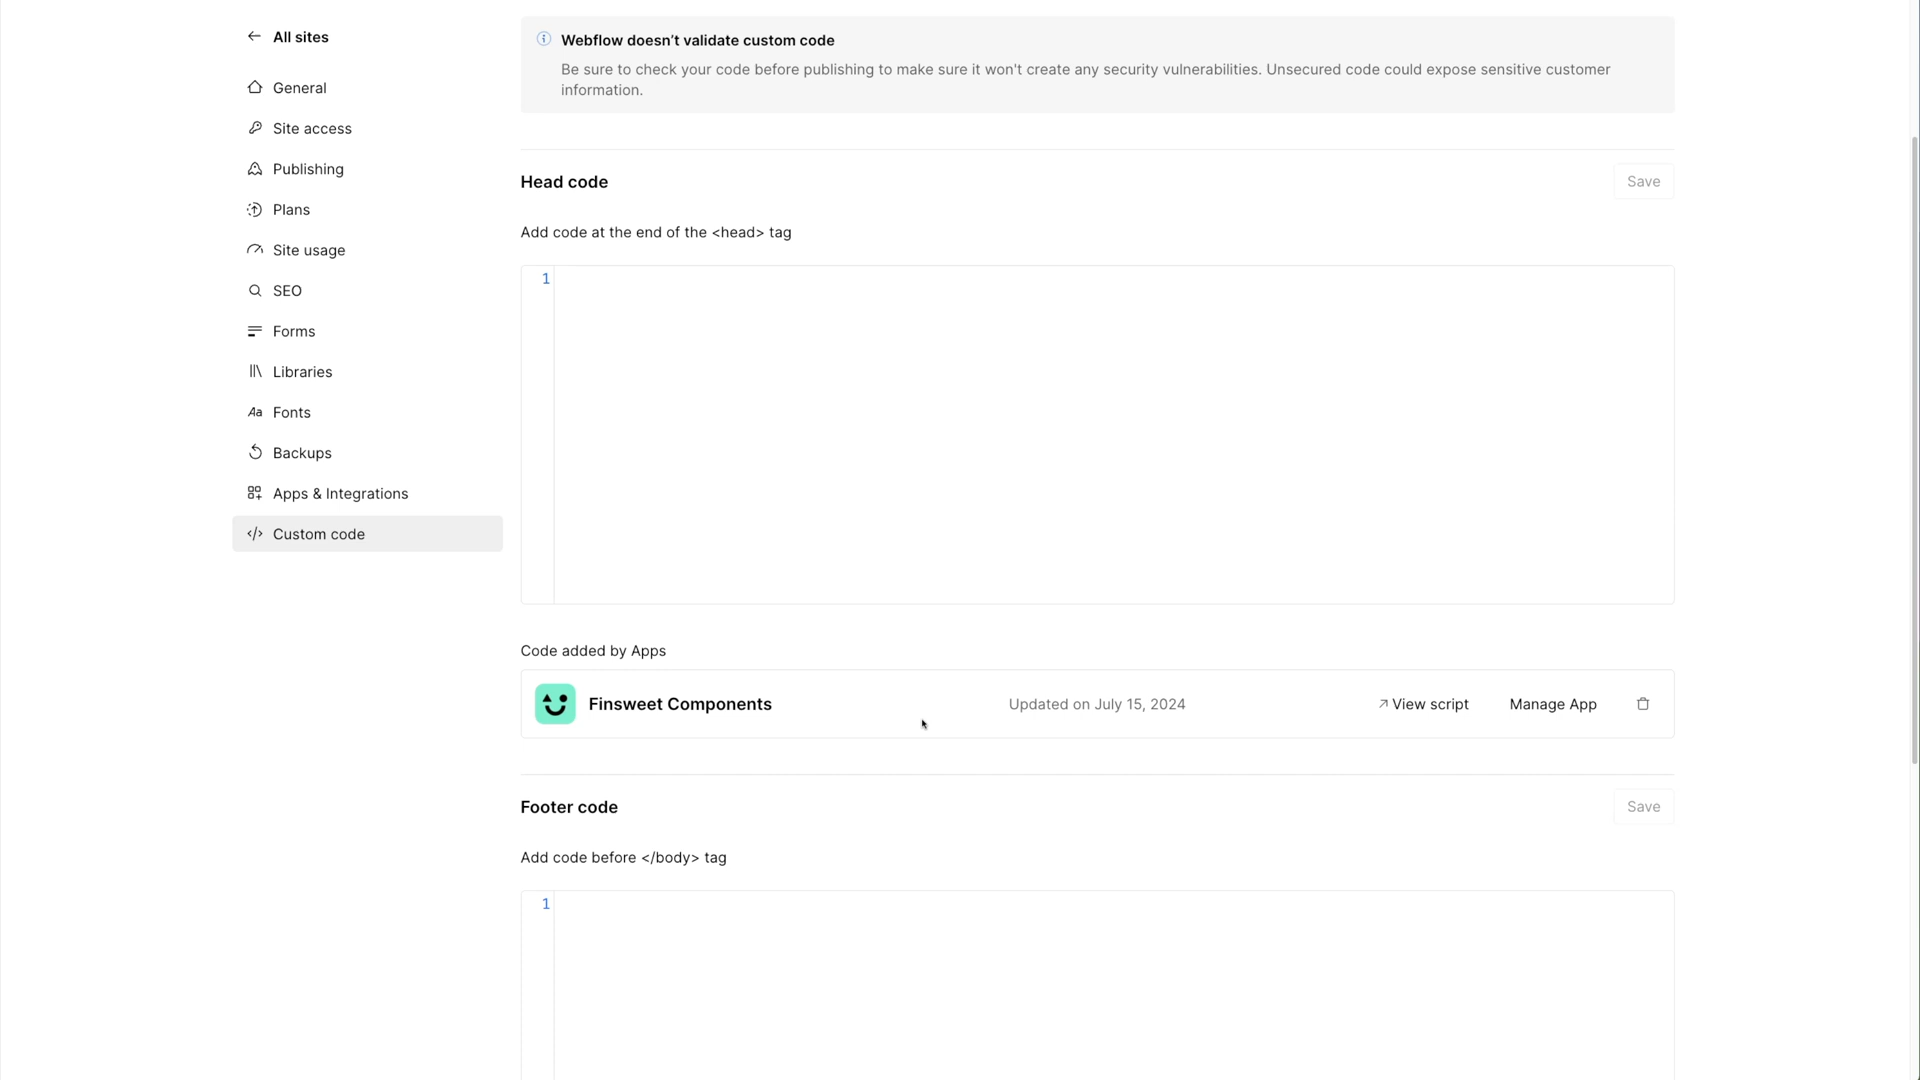 All sites
General
Site access
Publishing
Plans
Site usage
SEO
Forms
Libraries
Aa Fonts
Backups
Apps & Integrations
</> Custom code
Webflow doesn't validate custom code
Be sure to check your code before publishing to make sure it won't create any security vulnerabilities. Unsecured code could expose sensitive customer
information.
Head code
Save
Add code at the end of the <head> tag
1
Code added by Apps
Finsweet Components
Updated on July 15, 2024
View script
Manage App
Footer code
Save
Add code before </body> tag
1